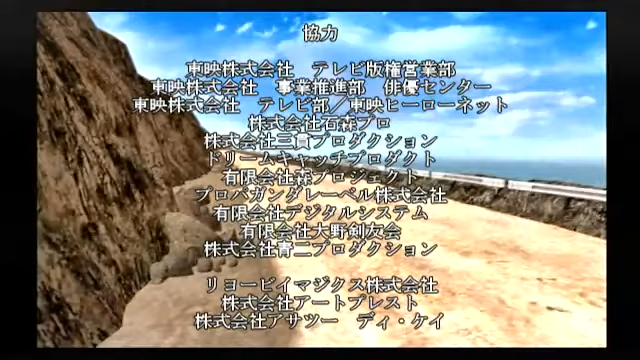 協力
東映株式会社　テレビ版権営業部
東映株式会社　事業推進部　俳優センター
東映株式会社　テレビ部／東映ヒーローネット
株式会社石森プロ
株式会社三貴プロダクション
ドリームキャッチプロダクト
有限会社森プロジェクト
プロパガンダレーベル株式会社
有限会社デジタルシステム
有限会社大野剣友会
株式会社青二プロダクション
リョービイマジクス株式会社
株式会社アートプレスト
株式会社アサツー　ディ・ケイ